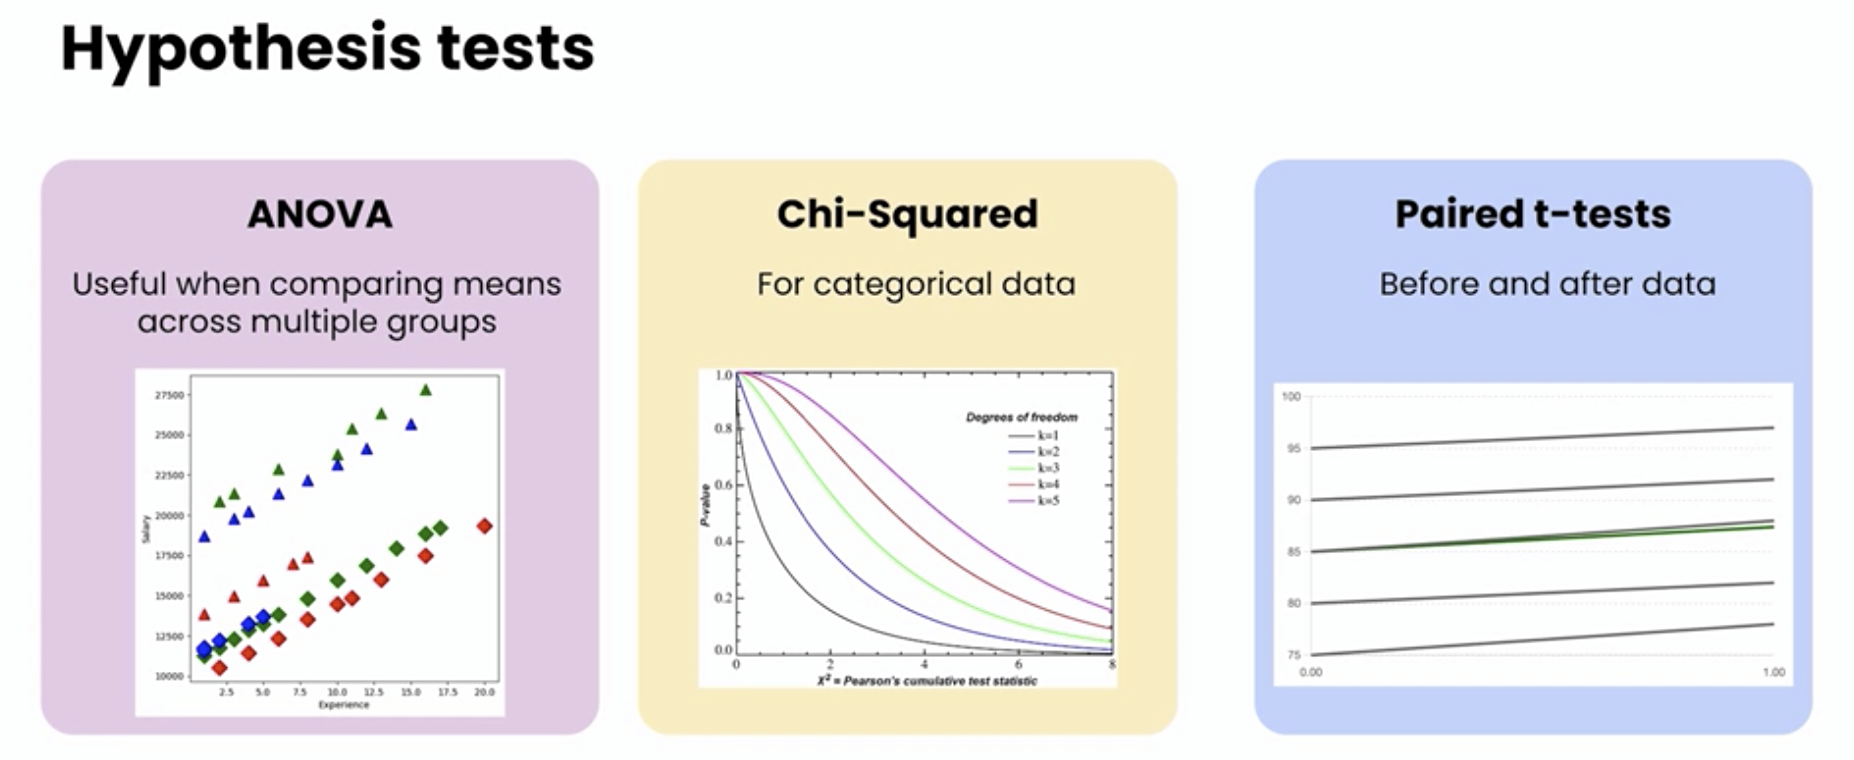 Hypothesis tests
ANOVA
Useful when comparing means
across multiple groups
27500
25000
22500
20000
17500
15000
12500
10000
Salary
2.5 5.0 7.5 10.0 12.5 15.0 17.5 20.0
Experience
Chi-Squared
For categorical data
1.0
0.8
0.6
0.4
0.2
0.0
P-value
Degrees of freedom
k=1
k=2
k=3
k=4
k=5
0 2 4 6 8
χ² = Pearson's cumulative test statistic
Paired t-tests
Before and after data
100
95
90
85
80
75
0.00 1.00